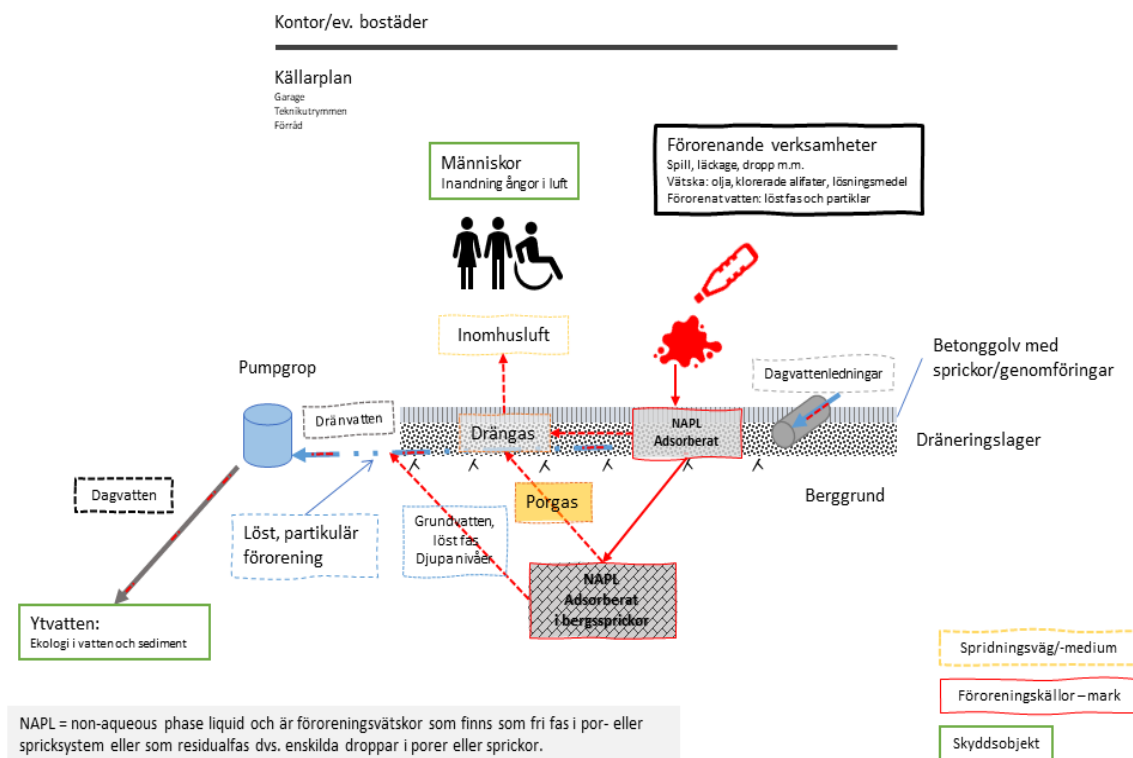 Kontor/ev. bostäder
Källarplan
Garage
Teknikutrymmen
Förråd
Människor
Inandning ångor i luft
Förorenande verksamheter
Spill, läckage, dropp m.m.
Vätska: olja, klorerade alifater, lösningsmedel
Förorenat vatten: löst fas och partiklar
Inomhusluft
Pumpgrop
Dagvattenledningar
Betonggolv med
sprickor/genomföringar
Dränvatten
Drängas
NAPL
Adsorberat
Dräneringslager
Dagvatten
Löst, partikulär
förorening
Grundvatten,
löst fas
Djupa nivåer
Porgas
Berggrund
NAPL
Adsorberat
i bergssprickor
Ytvatten:
Ekologi i vatten och sediment
Spridningsväg/-medium
Föroreningskällor – mark
Skyddsobjekt
NAPL = non-aqueous phase liquid och är föroreningsvätskor som finns som fri fas i por- eller
spricksystem eller som residualfas dvs. enskilda droppar i porer eller sprickor.